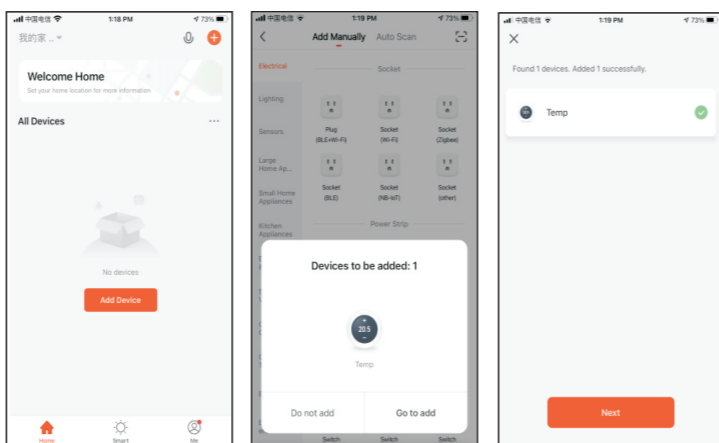 中国电信
1:18 PM
73%
我的家 ..
Welcome Home
Set your home location for more information
All Devices
...
No devices
Add Device
Home
Smart
Me
中国电信
1:19 PM
73%
Add Manually
Auto Scan
Electrical
Socket
Lighting
Sensors
Plug
(BLE+Wi-Fi)
Socket
(Wi-Fi)
Socket
(Zigbee)
Large
Home Ap...
Small Home
Appliances
Socket
(BLE)
Socket
(NB-IoT)
Socket
(other)
Kitchen
Appliances
Power Strip
Devices to be added: 1
20.5
Temp
Do not add
Go to add
Switch
Switch
Switch
中国电信
1:19 PM
73%
Found 1 devices. Added 1 successfully.
Temp
Next